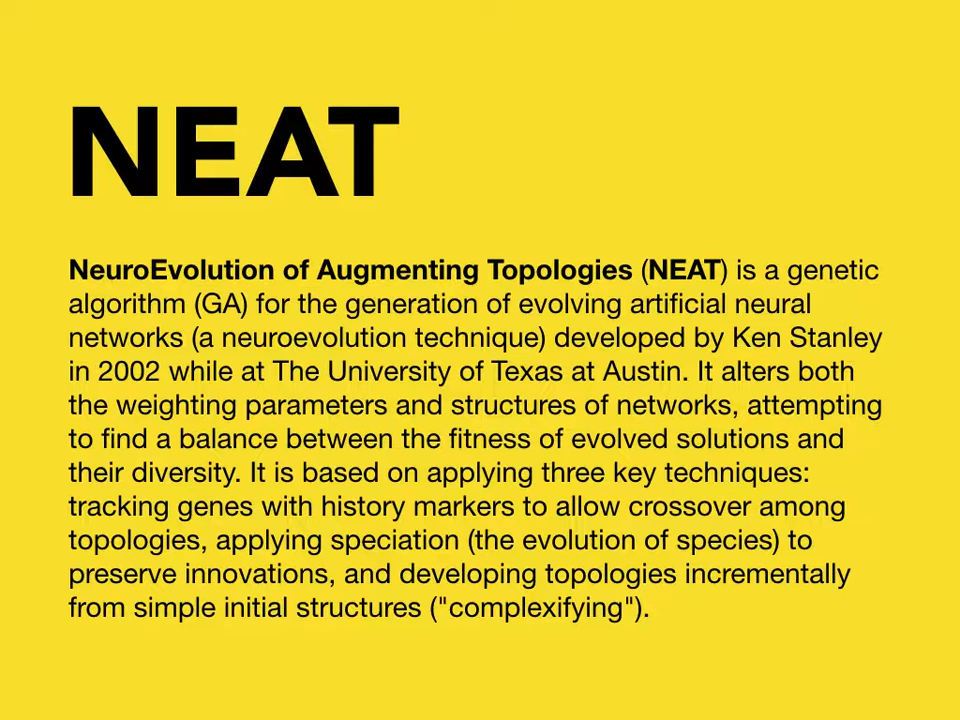 NEAT
NeuroEvolution of Augmenting Topologies (NEAT) is a genetic
algorithm (GA) for the generation of evolving artificial neural
networks (a neuroevolution technique) developed by Ken Stanley
in 2002 while at The University of Texas at Austin. It alters both
the weighting parameters and structures of networks, attempting
to find a balance between the fitness of evolved solutions and
their diversity. It is based on applying three key techniques:
tracking genes with history markers to allow crossover among
topologies, applying speciation (the evolution of species) to
preserve innovations, and developing topologies incrementally
from simple initial structures ("complexifying").